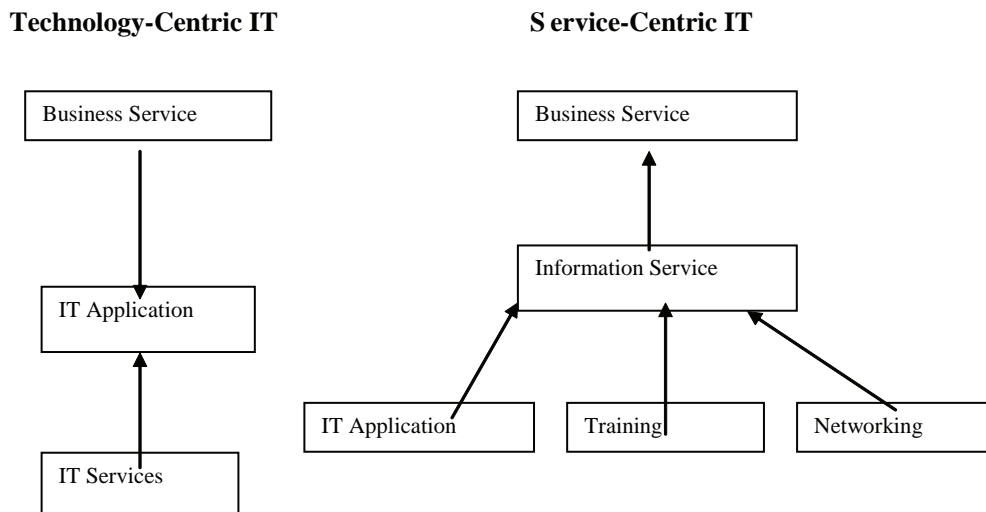 Technology-Centric IT
S ervice-Centric IT
Business Service
Business Service
IT Application
Information Service
IT Application
Training
Networking
IT Services